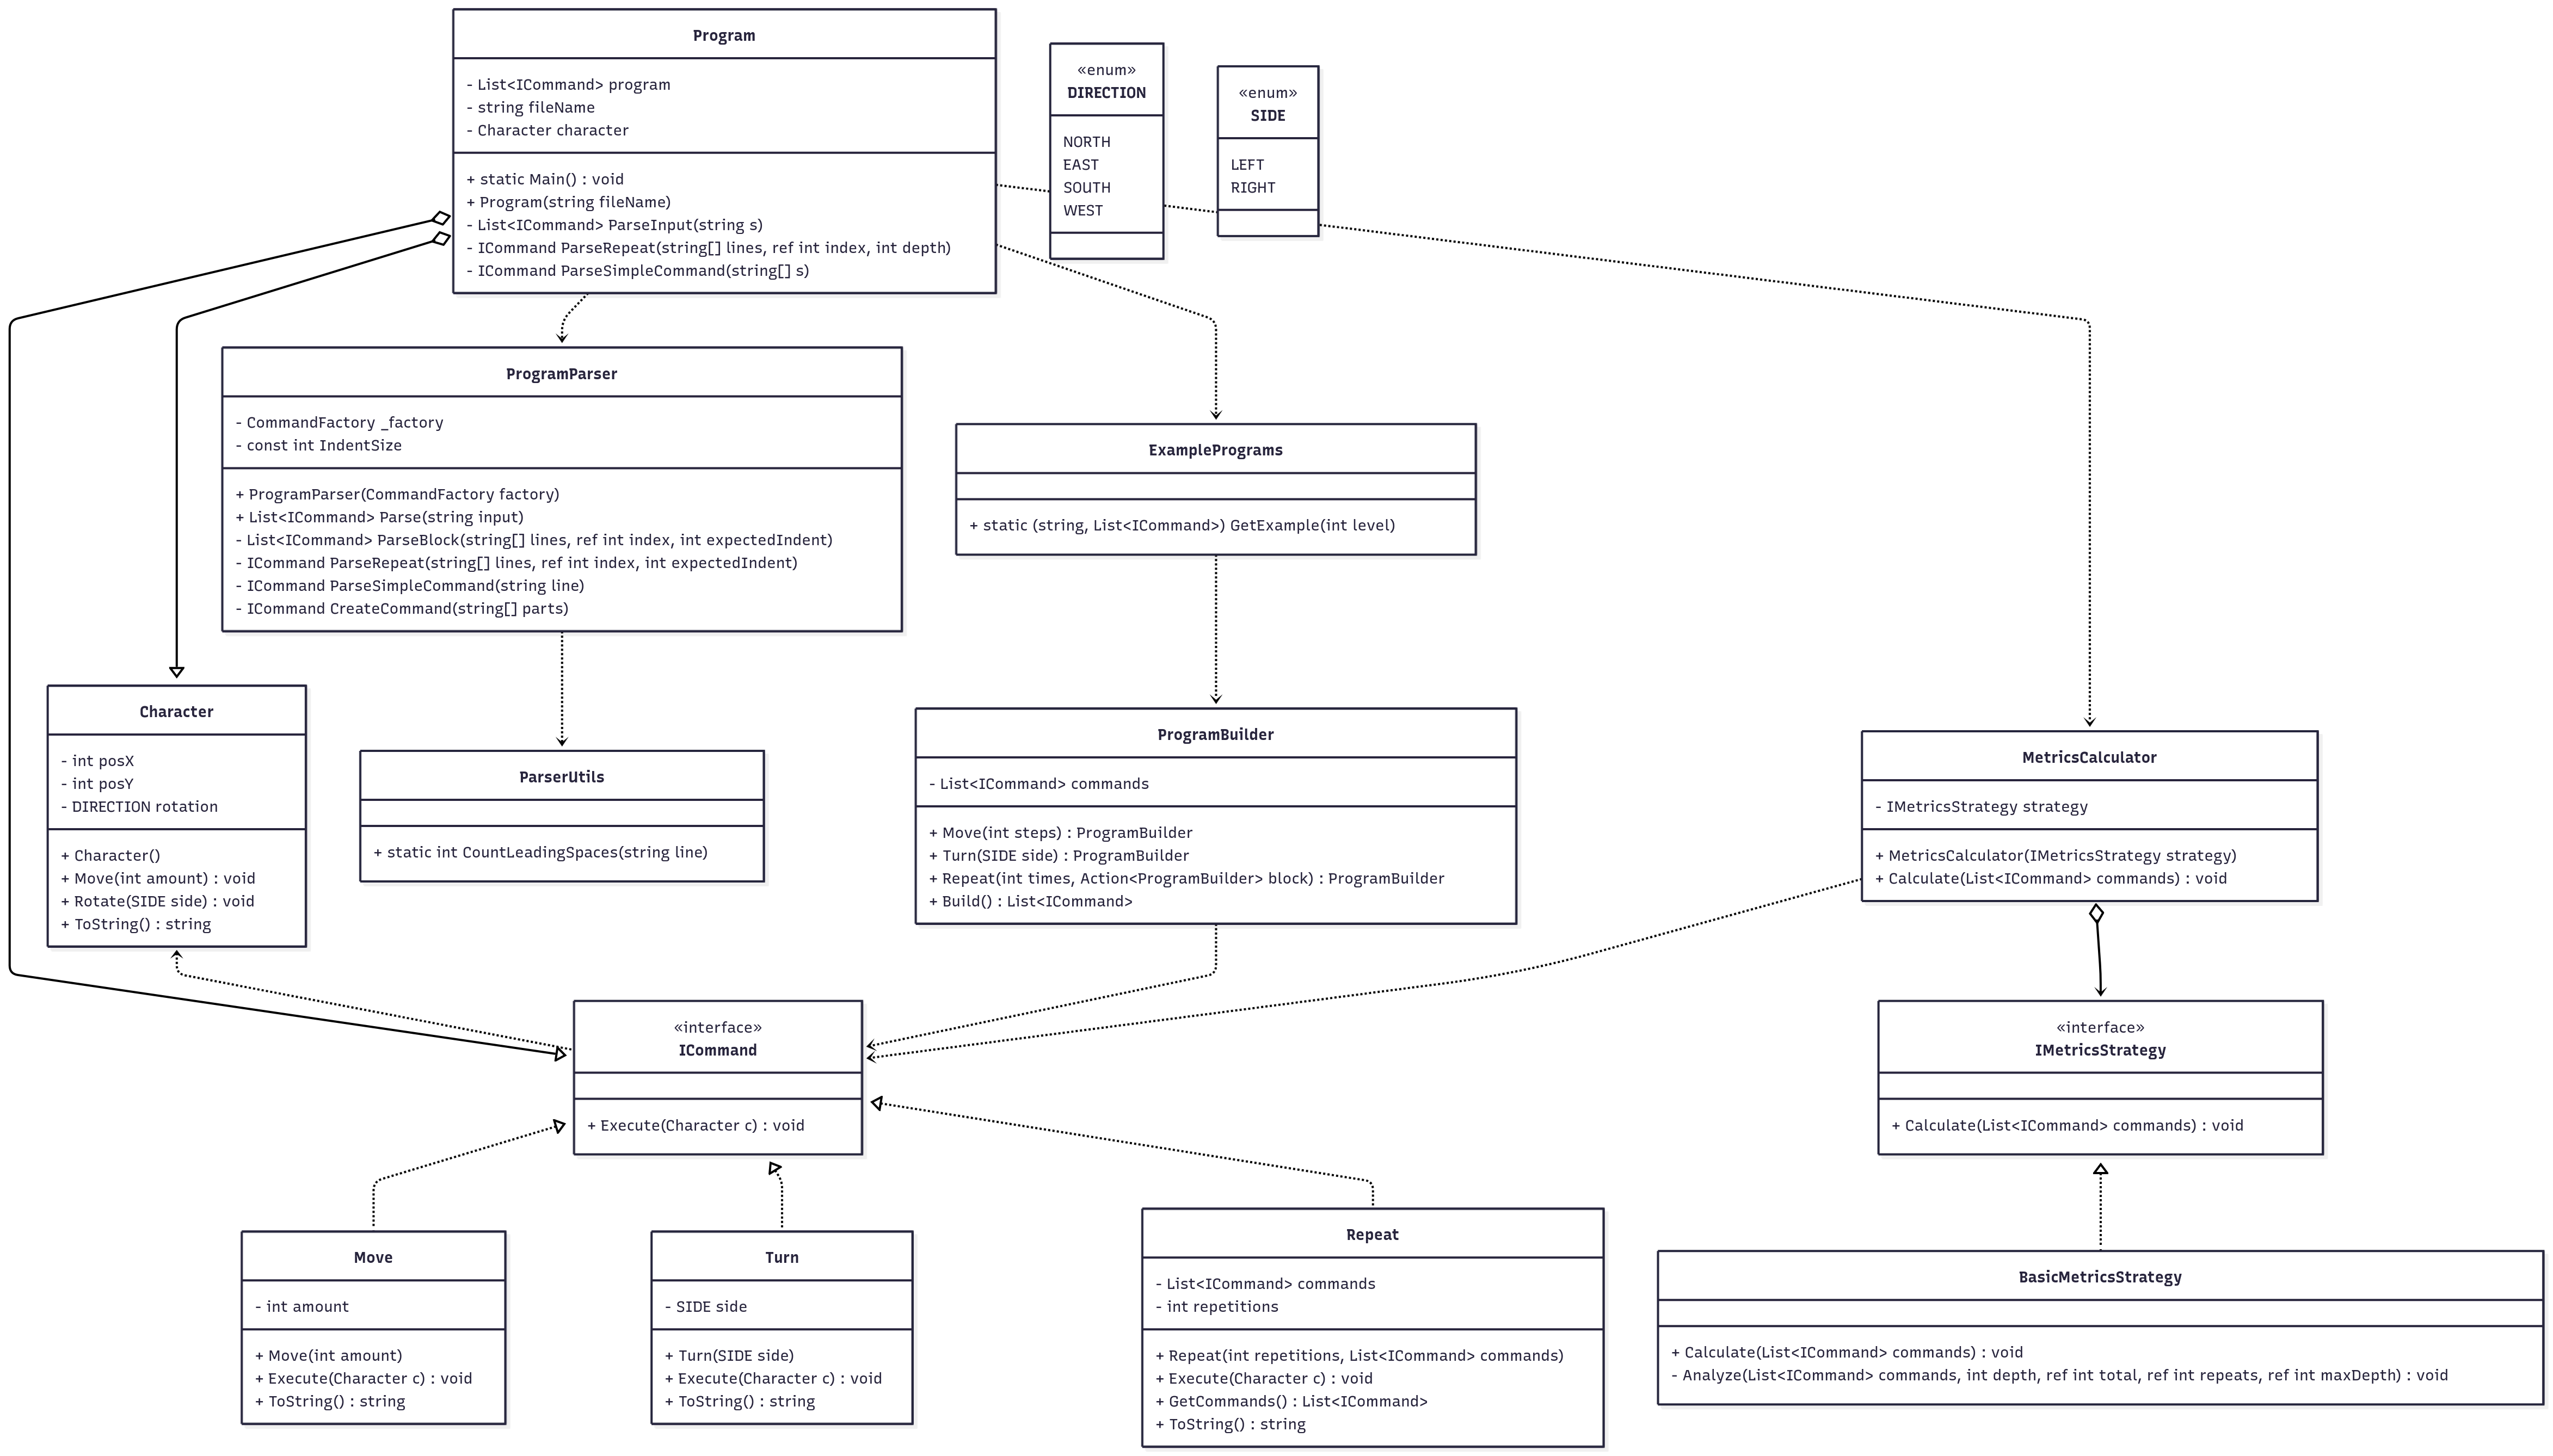 Program
- List<ICommand> program
- string fileName
- Character character
+ static Main() : void
+ Program(string fileName)
- List<ICommand> ParseInput(string s)
- ICommand ParseRepeat(string[] lines, ref int index, int depth)
- ICommand ParseSimpleCommand(string[] s)
«enum»
DIRECTION
NORTH
EAST
SOUTH
WEST
«enum»
SIDE
LEFT
RIGHT
ProgramParser
- CommandFactory _factory
- const int IndentSize
+ ProgramParser(CommandFactory factory)
+ List<ICommand> Parse(string input)
- List<ICommand> ParseBlock(string[] lines, ref int index, int expectedIndent)
- ICommand ParseRepeat(string[] lines, ref int index, int expectedIndent)
- ICommand ParseSimpleCommand(string line)
- ICommand CreateCommand(string[] parts)
ExamplePrograms
+ static (string, List<ICommand>) GetExample(int level)
Character
- int posX
- int posY
- DIRECTION rotation
+ Character()
+ Move(int amount) : void
+ Rotate(SIDE side) : void
+ ToString() : string
ParserUtils
+ static int CountLeadingSpaces(string line)
ProgramBuilder
- List<ICommand> commands
+ Move(int steps) : ProgramBuilder
+ Turn(SIDE side) : ProgramBuilder
+ Repeat(int times, Action<ProgramBuilder> block) : ProgramBuilder
+ Build() : List<ICommand>
MetricsCalculator
- IMetricsStrategy strategy
+ MetricsCalculator(IMetricsStrategy strategy)
+ Calculate(List<ICommand> commands) : void
«interface»
ICommand
+ Execute(Character c) : void
«interface»
IMetricsStrategy
+ Calculate(List<ICommand> commands) : void
Move
- int amount
+ Move(int amount)
+ Execute(Character c) : void
+ ToString() : string
Turn
- SIDE side
+ Turn(SIDE side)
+ Execute(Character c) : void
+ ToString() : string
Repeat
- List<ICommand> commands
- int repetitions
+ Repeat(int repetitions, List<ICommand> commands)
+ Execute(Character c) : void
+ GetCommands() : List<ICommand>
+ ToString() : string
BasicMetricsStrategy
+ Calculate(List<ICommand> commands) : void
- Analyze(List<ICommand> commands, int depth, ref int total, ref int repeats, ref int maxDepth) : void